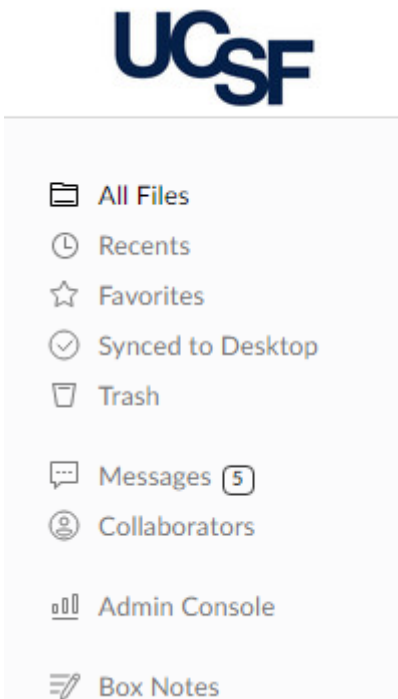 UCSF
All Files
Recents
Favorites
Synced to Desktop
Trash
Messages 5
Collaborators
Admin Console
Box Notes